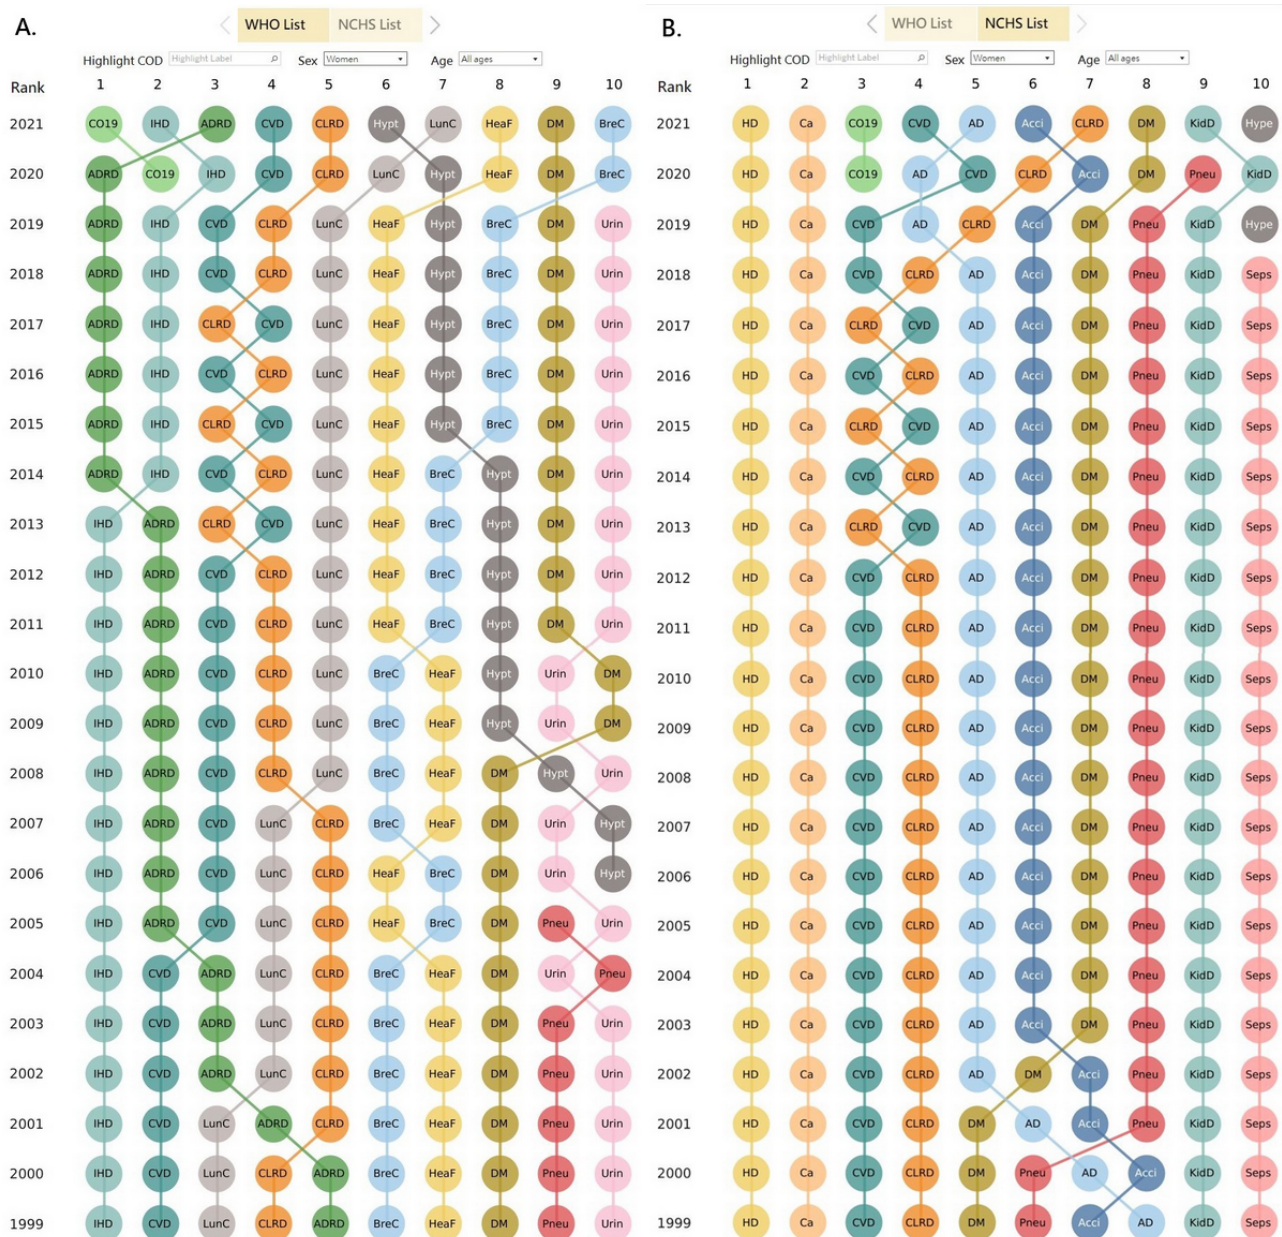 A.
WHO List NCHS List
Highlight COD Highlight Label Sex Women Age All ages
Rank 1 2 3 4 5 6 7 8 9 10
2021 CO19 IHD ADRD CVD CLRD Hypt LunC HeaF DM BreC
2020 ADRD CO19 IHD CVD CLRD LunC Hypt HeaF DM BreC
2019 ADRD IHD CVD CLRD LunC HeaF Hypt BreC DM Urin
2018 ADRD IHD CVD CLRD LunC HeaF Hypt BreC DM Urin
2017 ADRD IHD CLRD CVD LunC HeaF Hypt BreC DM Urin
2016 ADRD IHD CVD CLRD LunC HeaF Hypt BreC DM Urin
2015 ADRD IHD CLRD CVD LunC HeaF Hypt BreC DM Urin
2014 ADRD IHD CVD CLRD LunC HeaF BreC Hypt DM Urin
2013 IHD ADRD CLRD CVD LunC HeaF BreC Hypt DM Urin
2012 IHD ADRD CVD CLRD LunC HeaF BreC Hypt DM Urin
2011 IHD ADRD CVD CLRD LunC HeaF BreC Hypt DM Urin
2010 IHD ADRD CVD CLRD LunC BreC HeaF Hypt Urin DM
2009 IHD ADRD CVD CLRD LunC BreC HeaF Hypt Urin DM
2008 IHD ADRD CVD CLRD LunC BreC HeaF DM Hypt Urin
2007 IHD ADRD CVD LunC CLRD BreC HeaF DM Urin Hypt
2006 IHD ADRD CVD LunC CLRD HeaF BreC DM Urin Hypt
2005 IHD ADRD CVD LunC CLRD HeaF BreC DM Pneu Urin
2004 IHD CVD ADRD LunC CLRD BreC HeaF DM Urin Pneu
2003 IHD CVD ADRD LunC CLRD BreC HeaF DM Pneu Urin
2002 IHD CVD ADRD LunC CLRD BreC HeaF DM Pneu Urin
2001 IHD CVD LunC ADRD CLRD BreC HeaF DM Pneu Urin
2000 IHD CVD LunC CLRD ADRD BreC HeaF DM Pneu Urin
1999 IHD CVD LunC CLRD ADRD BreC HeaF DM Pneu Urin
B.
WHO List NCHS List
Highlight COD Highlight Label Sex Women Age All ages
Rank 1 2 3 4 5 6 7 8 9 10
2021 HD Ca CO19 CVD AD Acci CLRD DM KidD Hype
2020 HD Ca CO19 AD CVD CLRD Acci DM Pneu KidD
2019 HD Ca CVD AD CLRD Acci DM Pneu KidD Hype
2018 HD Ca CVD CLRD AD Acci DM Pneu KidD Seps
2017 HD Ca CLRD CVD AD Acci DM Pneu KidD Seps
2016 HD Ca CVD CLRD AD Acci DM Pneu KidD Seps
2015 HD Ca CLRD CVD AD Acci DM Pneu KidD Seps
2014 HD Ca CVD CLRD AD Acci DM Pneu KidD Seps
2013 HD Ca CLRD CVD AD Acci DM Pneu KidD Seps
2012 HD Ca CVD CLRD AD Acci DM Pneu KidD Seps
2011 HD Ca CVD CLRD AD Acci DM Pneu KidD Seps
2010 HD Ca CVD CLRD AD Acci DM Pneu KidD Seps
2009 HD Ca CVD CLRD AD Acci DM Pneu KidD Seps
2008 HD Ca CVD CLRD AD Acci DM Pneu KidD Seps
2007 HD Ca CVD CLRD AD Acci DM Pneu KidD Seps
2006 HD Ca CVD CLRD AD Acci DM Pneu KidD Seps
2005 HD Ca CVD CLRD AD Acci DM Pneu KidD Seps
2004 HD Ca CVD CLRD AD Acci DM Pneu KidD Seps
2003 HD Ca CVD CLRD AD Acci DM Pneu KidD Seps
2002 HD Ca CVD CLRD AD DM Acci Pneu KidD Seps
2001 HD Ca CVD CLRD DM AD Acci Pneu KidD Seps
2000 HD Ca CVD CLRD DM Pneu AD Acci KidD Seps
1999 HD Ca CVD CLRD DM Pneu Acci AD KidD Seps